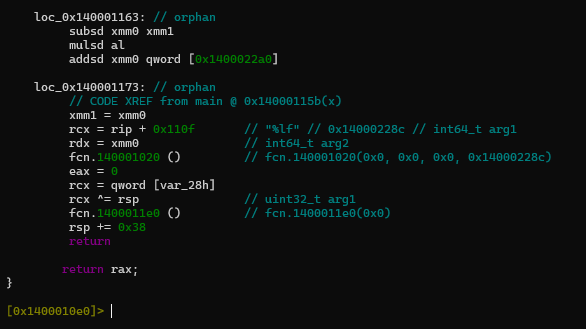 loc_0x140001163: // orphan
subsd xmm0 xmm1
mulsd al
addsd xmm0 qword [0x1400022a0]
loc_0x140001173: // orphan
// CODE XREF from main @ 0x14000115b(x)
xmm1 = xmm0
rcx = rip + 0x110f // "%lf" // 0x14000228c // int64_t arg1
rdx = xmm0 // int64_t arg2
fcn.140001020 () // fcn.140001020(0x0, 0x0, 0x0, 0x14000228c)
eax = 0
rcx = qword [var_28h]
rcx ^= rsp // uint32_t arg1
fcn.1400011e0 () // fcn.1400011e0(0x0)
rsp += 0x38
return
return rax;
}
[0x1400010e0]>